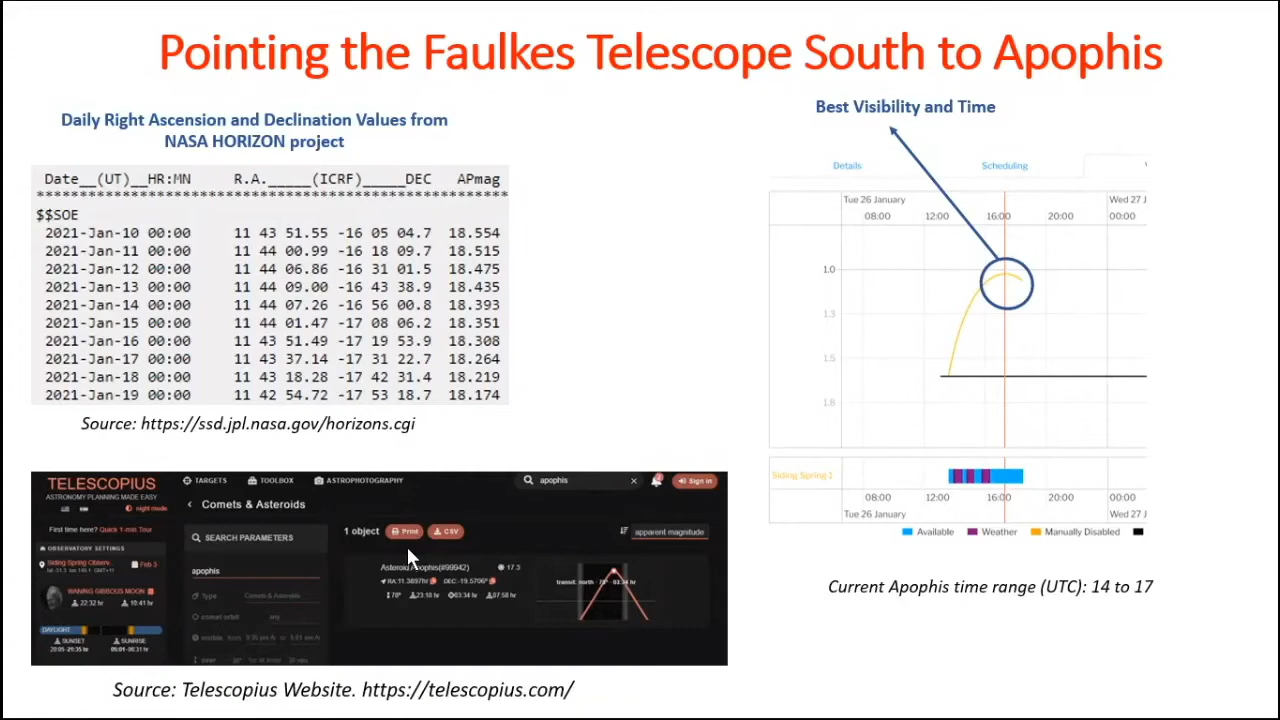 Pointing the Faulkes Telescope South to Apophis
Daily Right Ascension and Declination Values from
NASA HORIZON project
Date__(UT)__HR:MN R.A._____(ICRF)_____DEC APmag
******************************************************
$$SOE
2021-Jan-10 00:00 11 43 51.55 -16 05 04.7 18.554
2021-Jan-11 00:00 11 44 00.99 -16 18 09.7 18.515
2021-Jan-12 00:00 11 44 06.86 -16 31 01.5 18.475
2021-Jan-13 00:00 11 44 09.00 -16 43 38.9 18.435
2021-Jan-14 00:00 11 44 07.26 -16 56 00.8 18.393
2021-Jan-15 00:00 11 44 01.47 -17 08 06.2 18.351
2021-Jan-16 00:00 11 43 51.49 -17 19 53.9 18.308
2021-Jan-17 00:00 11 43 37.14 -17 31 22.7 18.264
2021-Jan-18 00:00 11 43 18.28 -17 42 31.4 18.219
2021-Jan-19 00:00 11 42 54.72 -17 53 18.7 18.174
Source: https://ssd.jpl.nasa.gov/horizons.cgi
TELESCOPIUS
ASTRONOMY PLANNING MADE EASY
night mode
First time here? Quick 1-min Tour
OBSERVATORY SETTINGS
Siding Spring Observ...
Feb 3
WANING GIBBOUS MOON
22:32 hr 10:41 hr
DAYLIGHT
SUNSET SUNRISE
TARGETS TOOLBOX ASTROPHOTOGRAPHY
apophis
Sign in
Comets & Asteroids
SEARCH PARAMETERS
apophis
Type Comets & Asteroids
any
1 object Print CSV
apparent magnitude
Asteroid Apophis(#99942) 17.3
RA:11.3897hr DEC:-19.5706°
78° 23:10 hr 03:34 hr 07:58 hr
transit: north · 78° · 03:34 hr
Source: Telescopius Website. https://telescopius.com/
Best Visibility and Time
Details Scheduling
Tue 26 January Wed 27 J
08:00 12:00 16:00 20:00 00:00
1.0
1.3
1.5
1.8
Siding Spring 1
08:00 12:00 16:00 20:00 00:00
Tue 26 January Wed 27 J
Available Weather Manually Disabled
Current Apophis time range (UTC): 14 to 17